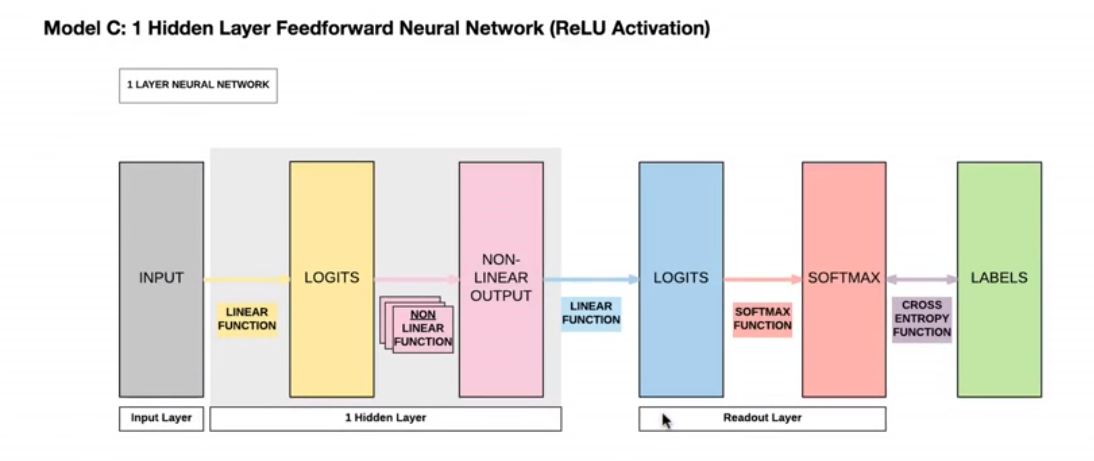 Model C: 1 Hidden Layer Feedforward Neural Network (ReLU Activation)
1 LAYER NEURAL NETWORK
INPUT
LINEAR
FUNCTION
LOGITS
NON
LINEAR
FUNCTION
NON-
LINEAR
OUTPUT
LINEAR
FUNCTION
LOGITS
SOFTMAX
FUNCTION
SOFTMAX
CROSS
ENTROPY
FUNCTION
LABELS
Input Layer
1 Hidden Layer
Readout Layer